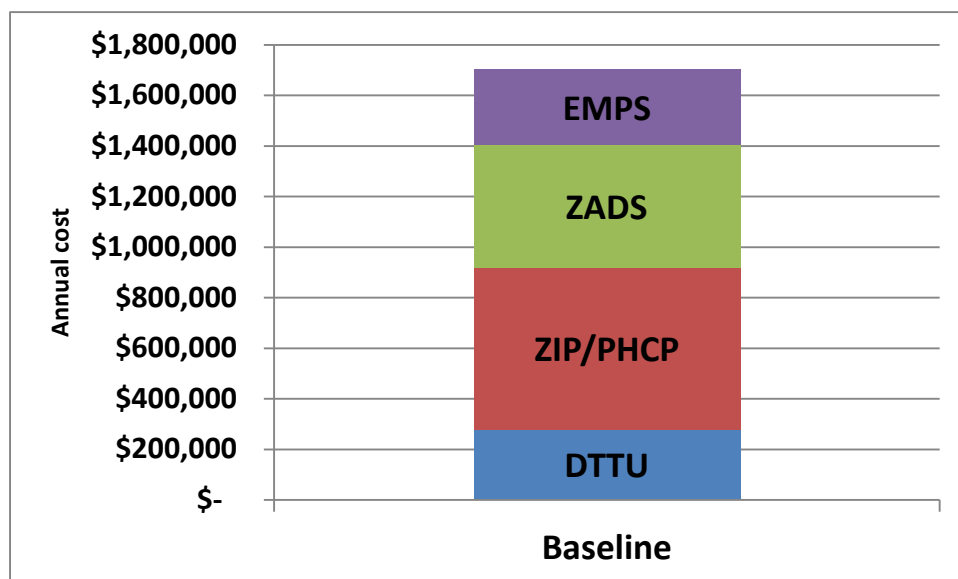 Annual cost
$1,800,000
$1,600,000
$1,400,000
$1,200,000
$1,000,000
$800,000
$600,000
$400,000
$200,000
$-
EMPS
ZADS
ZIP/PHCP
DTTU
Baseline